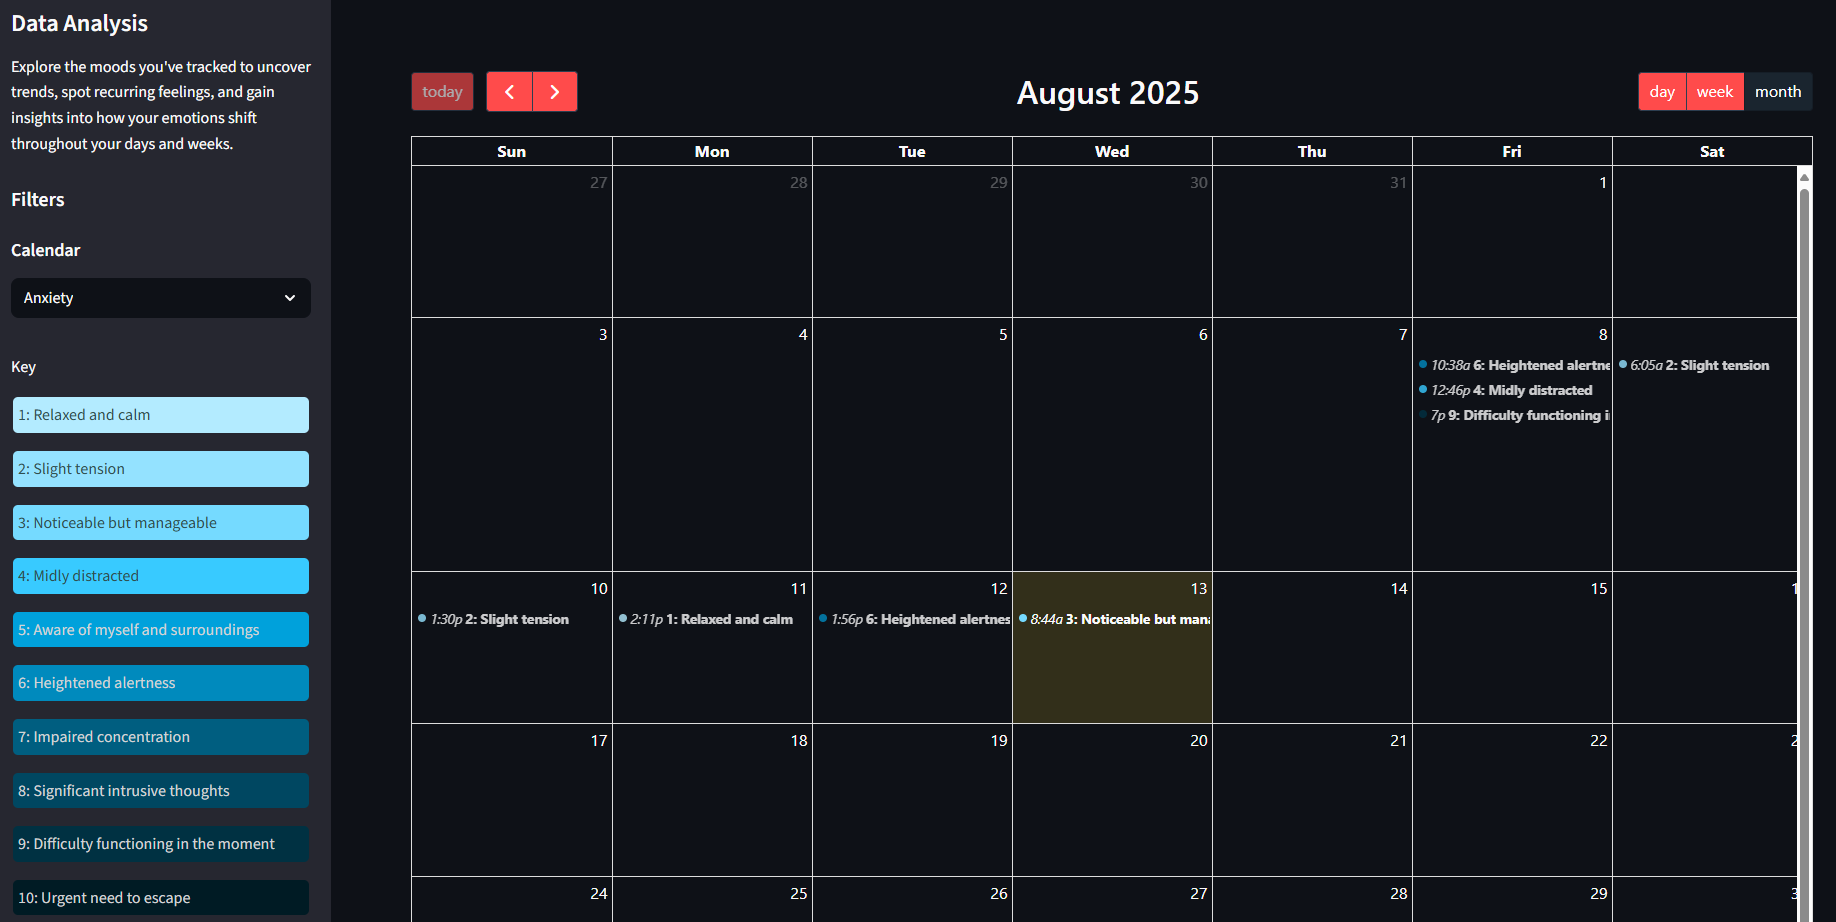 Data Analysis
Explore the moods you've tracked to uncover
trends, spot recurring feelings, and gain
insights into how your emotions shift
throughout your days and weeks.
Filters
Calendar
Anxiety
Key
1: Relaxed and calm
2: Slight tension
3: Noticeable but manageable
4: Midly distracted
5: Aware of myself and surroundings
6: Heightened alertness
7: Impaired concentration
8: Significant intrusive thoughts
9: Difficulty functioning in the moment
10: Urgent need to escape
today
August 2025
day week month
Sun Mon Tue Wed Thu Fri Sat
27 28 29 30 31 1
3 4 5 6 7 8
10:38a 6: Heightened alertne
12:46p 4: Midly distracted
7p 9: Difficulty functioning i
6:05a 2: Slight tension
10 11 12 13 14 15 1
1:30p 2: Slight tension
2:11p 1: Relaxed and calm
1:56p 6: Heightened alertnes
8:44a 3: Noticeable but mana
17 18 19 20 21 22 2
24 25 26 27 28 29 3